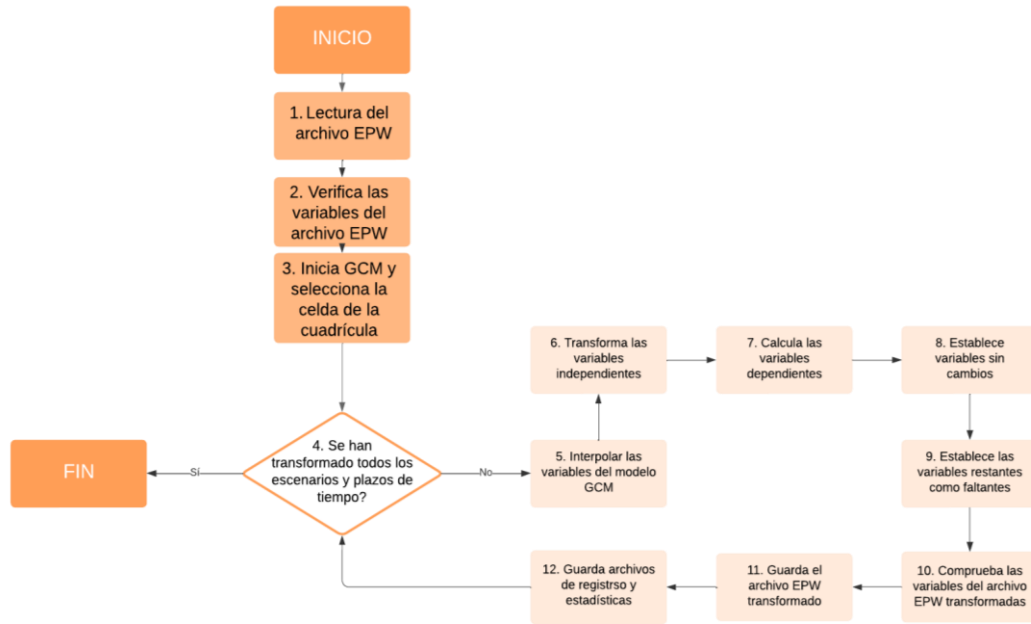 INICIO
1. Lectura del
archivo EPW
2. Verifica las
variables del
archivo EPW
3. Inicia GCM y
selecciona la
celda de la
cuadrícula
4. Se han
transformado todos los
escenarios y plazos de
tiempo?
Sí
FIN
No
5. Interpolar las
variables del modelo
GCM
6. Transforma las
variables
independientes
7. Calcula las
variables
dependientes
8. Establece
variables sin
cambios
9. Establece las
variables restantes
como faltantes
10. Comprueba las
variables del archivo
EPW transformadas
11. Guarda el
archivo EPW
transformado
12. Guarda archivos
de registrso y
estadísticas